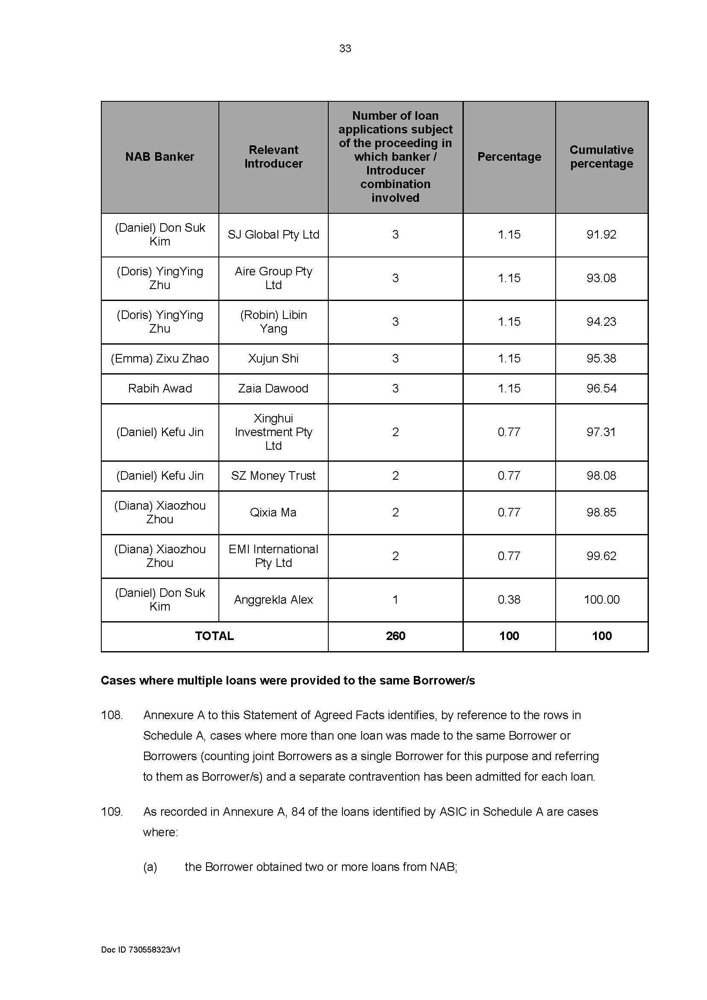 33
NAB Banker
Relevant
Introducer
Number of loan
applications subject
of the proceeding in
which banker /
Introducer
combination
involved
Percentage
Cumulative
percentage
(Daniel) Don Suk
Kim
SJ Global Pty Ltd
3
1.15
91.92
(Doris) YingYing
Zhu
Aire Group Pty
Ltd
3
1.15
93.08
(Doris) YingYing
Zhu
(Robin) Libin
Yang
3
1.15
94.23
(Emma) Zixu Zhao
Xujun Shi
3
1.15
95.38
Rabih Awad
Zaia Dawood
3
1.15
96.54
(Daniel) Kefu Jin
Xinghui
Investment Pty
Ltd
2
0.77
97.31
(Daniel) Kefu Jin
SZ Money Trust
2
0.77
98.08
(Diana) Xiaozhou
Zhou
Qixia Ma
2
0.77
98.85
(Diana) Xiaozhou
Zhou
EMI International
Pty Ltd
2
0.77
99.62
(Daniel) Don Suk
Kim
Anggrekla Alex
1
0.38
100.00
TOTAL
260
100
100
Cases where multiple loans were provided to the same Borrower/s
108. Annexure A to this Statement of Agreed Facts identifies, by reference to the rows in
Schedule A, cases where more than one loan was made to the same Borrower or
Borrowers (counting joint Borrowers as a single Borrower for this purpose and referring
to them as Borrower/s) and a separate contravention has been admitted for each loan.
109. As recorded in Annexure A, 84 of the loans identified by ASIC in Schedule A are cases
where:
(a) the Borrower obtained two or more loans from NAB;
Doc ID 730558323/v1